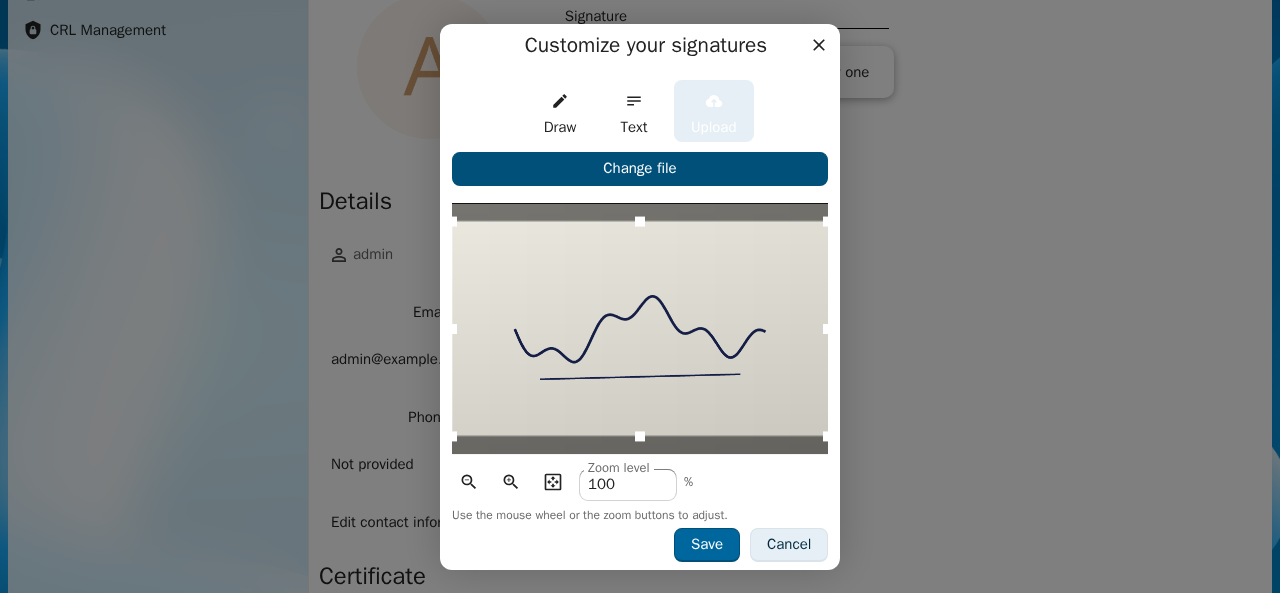 CRL Management
Signature
A
one
Customize your signatures
Draw
Text
Upload
Change file
Zoom level
100
%
Use the mouse wheel or the zoom buttons to adjust.
Save
Cancel
Details
admin
Ema
admin@example.
Phon
Not provided
Edit contact infor
Certificate